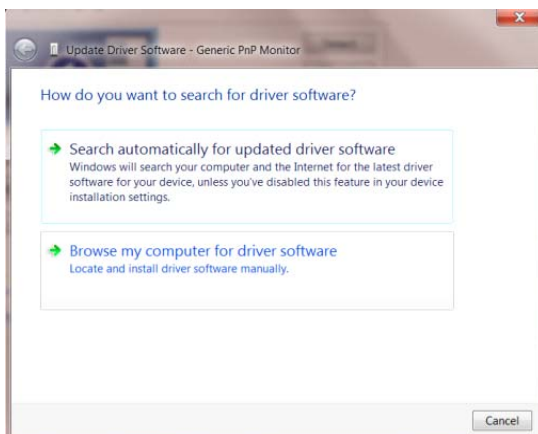 Update Driver Software - Generic PnP Monitor
How do you want to search for driver software?
Search automatically for updated driver software
Windows will search your computer and the Internet for the latest driver
software for your device, unless you've disabled this feature in your device
installation settings.
Browse my computer for driver software
Locate and install driver software manually.
Cancel